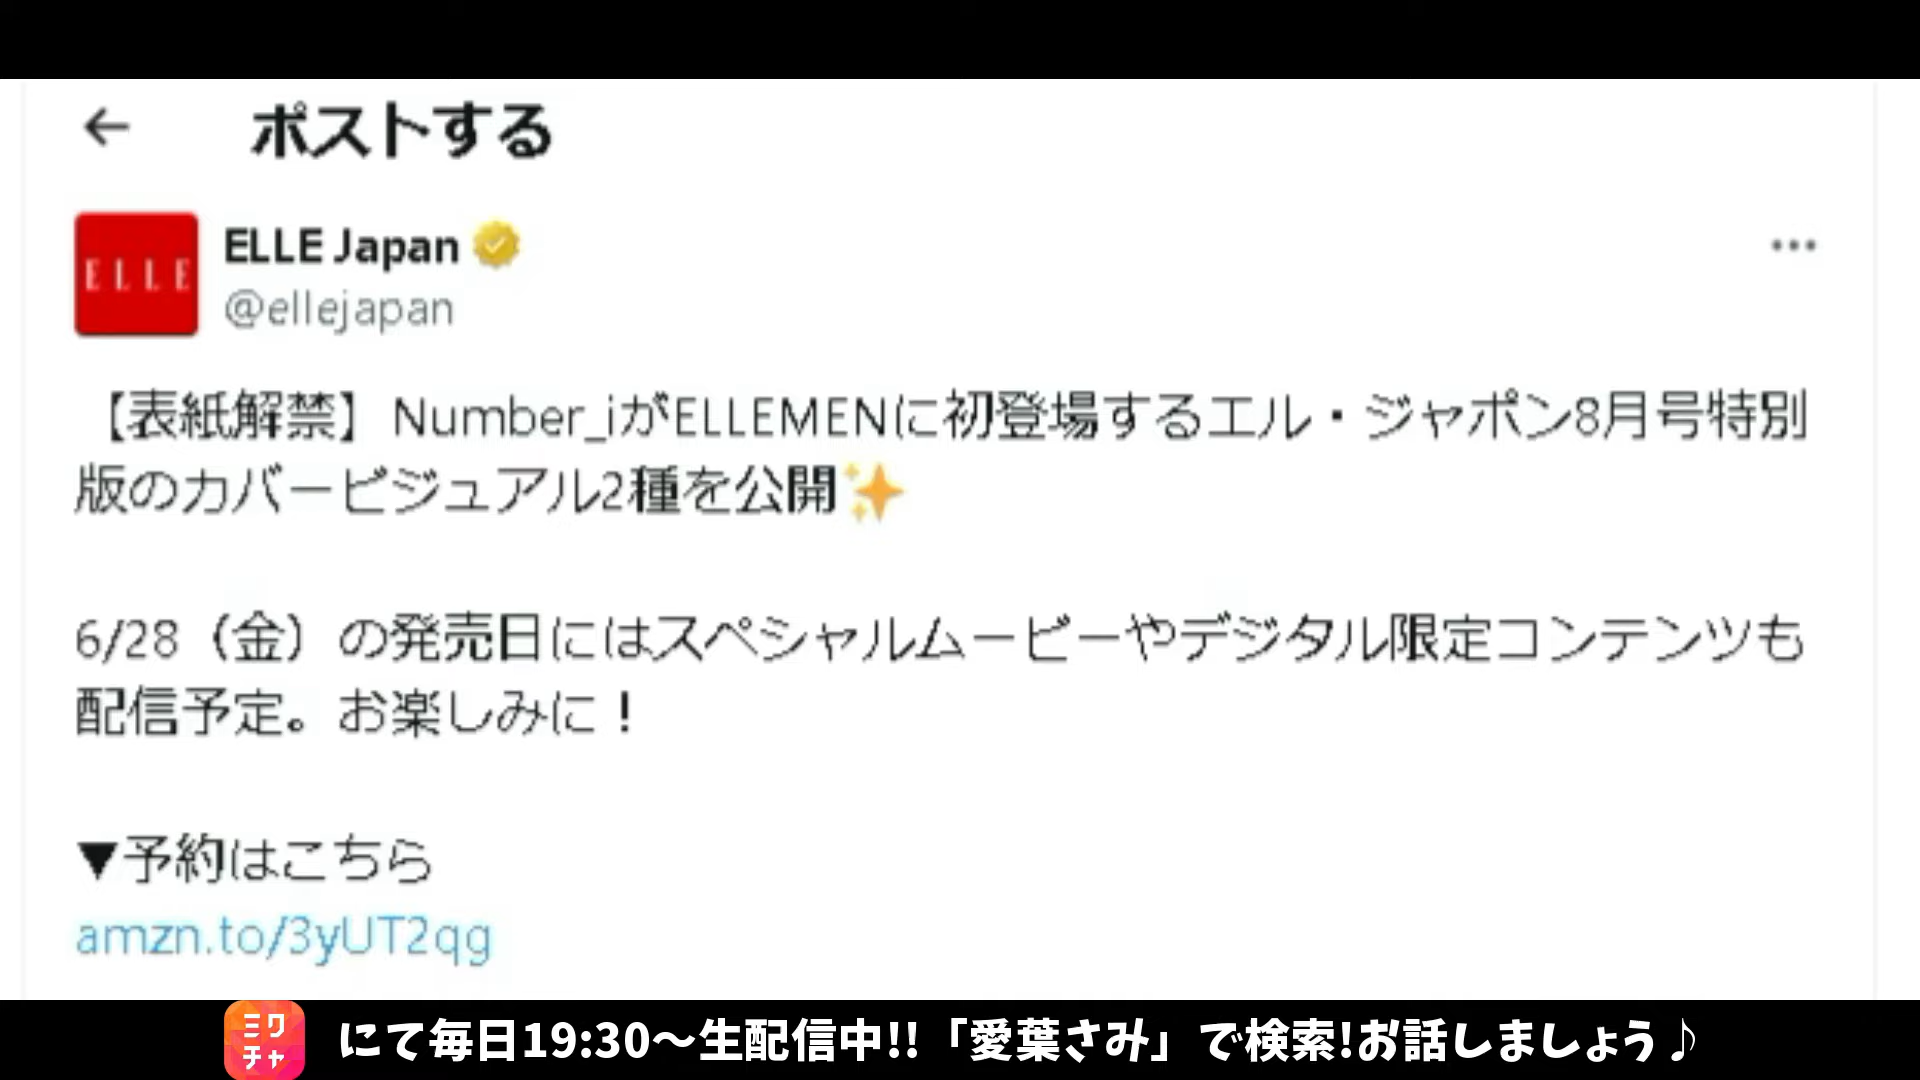 ポストする
ELLE
ELLE Japan
@ellejapan
【表紙解禁】Number_iがELLEMENに初登場するエル・ジャポン8月号特別
版のカバービジュアル2種を公開✨
6/28（金）の発売日にはスペシャルムービーやデジタル限定コンテンツも
配信予定。お楽しみに！
▼予約はこちら
amzn.to/3yUT2qg
ミクチャ
にて毎日19:30～生配信中!!「愛葉さみ」で検索!お話しましょう♪